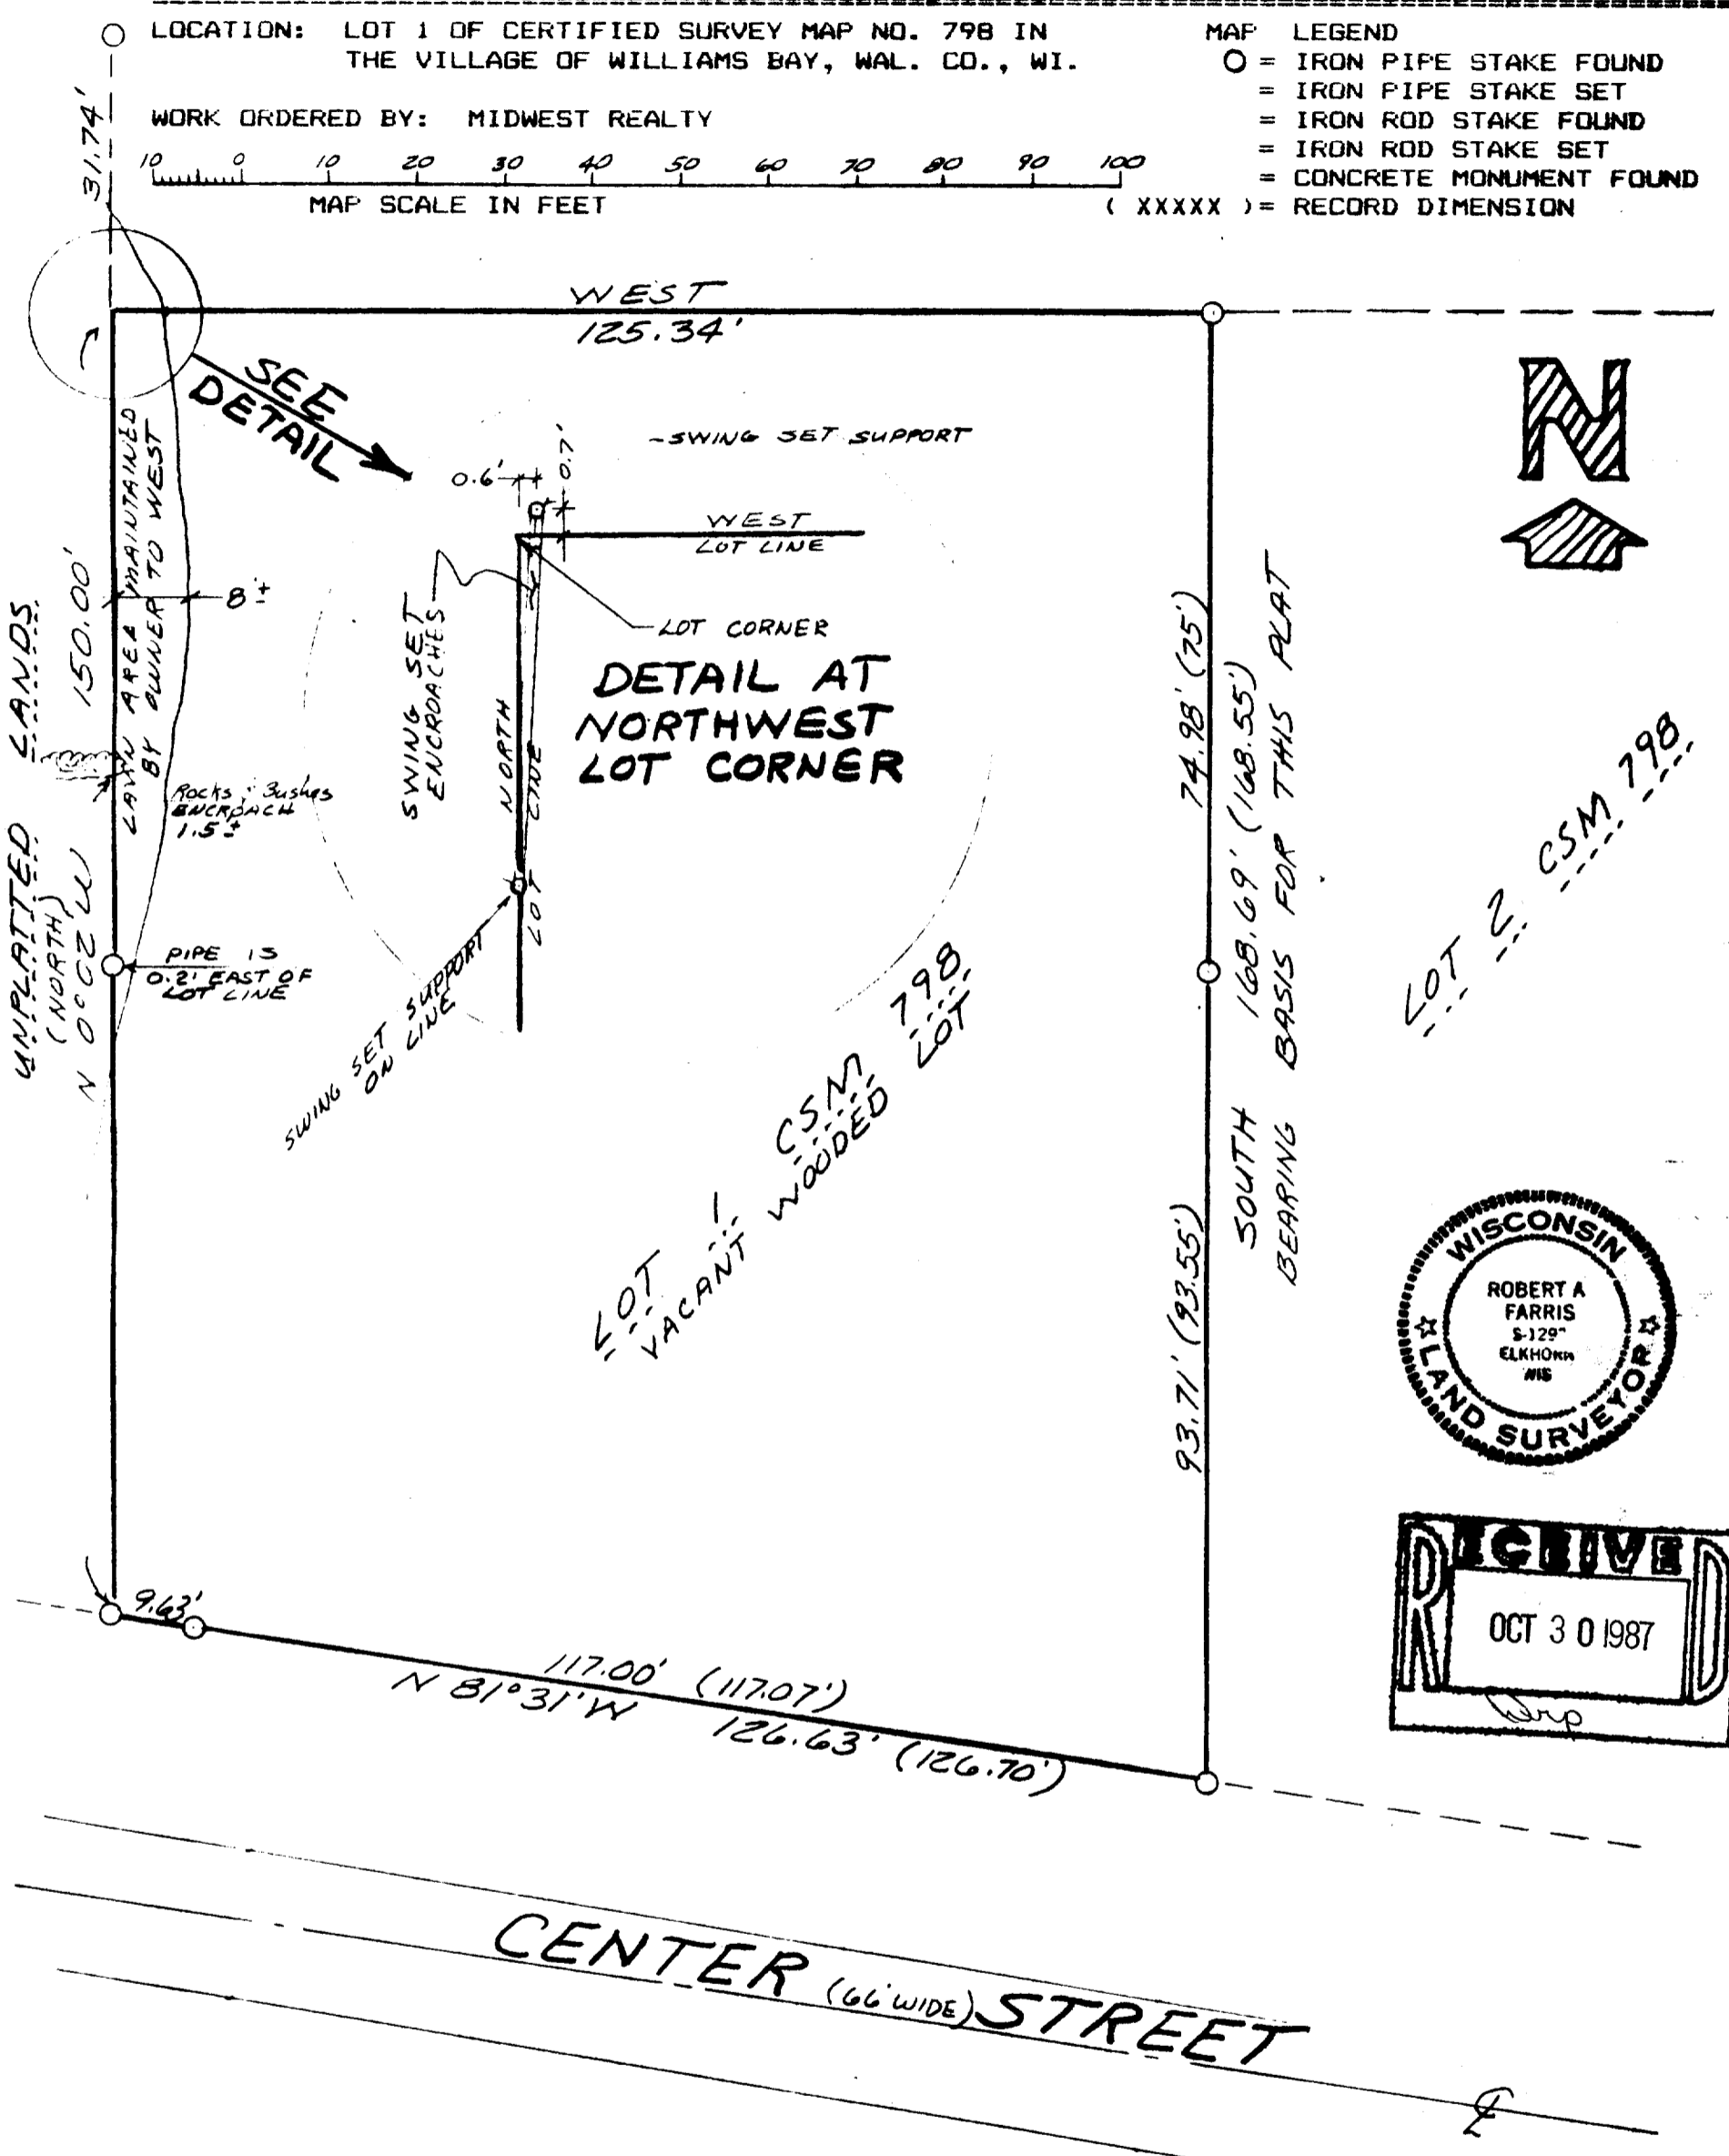 LOCATION: LOT 1 OF CERTIFIED SURVEY MAP NO. 798 IN
THE VILLAGE OF WILLIAMS BAY, WAL. CO., WI.
WORK ORDERED BY: MIDWEST REALTY
10 0 10 20 30 40 50 60 70 80 90 100
MAP SCALE IN FEET
MAP LEGEND
O = IRON PIPE STAKE FOUND
= IRON PIPE STAKE SET
= IRON ROD STAKE FOUND
= IRON ROD STAKE SET
= CONCRETE MONUMENT FOUND
( XXXXX ) = RECORD DIMENSION
31.74'
WEST
125.34'
SEE
DETAIL
-SWING SET SUPPORT
0.6'
0.7'
WEST
LOT LINE
LOT CORNER
SWING SET
ENCROACHES
DETAIL AT
NORTHWEST
LOT CORNER
NORTH
LOT LINE
SWING SET SUPPORT
ON LINE
LAWN AREA MAINTAINED
BY OWNER TO WEST
8'±
Rocks & Bushes
ENCROACH
1.5'±
PIPE IS
0.2' EAST OF
LOT LINE
UNPLATTED LANDS
(NORTH)
N 0°02'W 150.00'
N
74.98' (75')
93.71' (93.55')
SOUTH 168.69' (168.55')
BEARING BASIS FOR THIS PLAT
LOT 2 CSM 798
LOT 1 CSM 798
VACANT WOODED LOT
WISCONSIN
LAND SURVEYOR
ROBERT A
FARRIS
ELKHORN
WIS
RECEIVED
OCT 30 1987
9.63'
117.00' (117.07')
N 81°31'W
126.63' (126.70')
CENTER (66' WIDE) STREET
℄